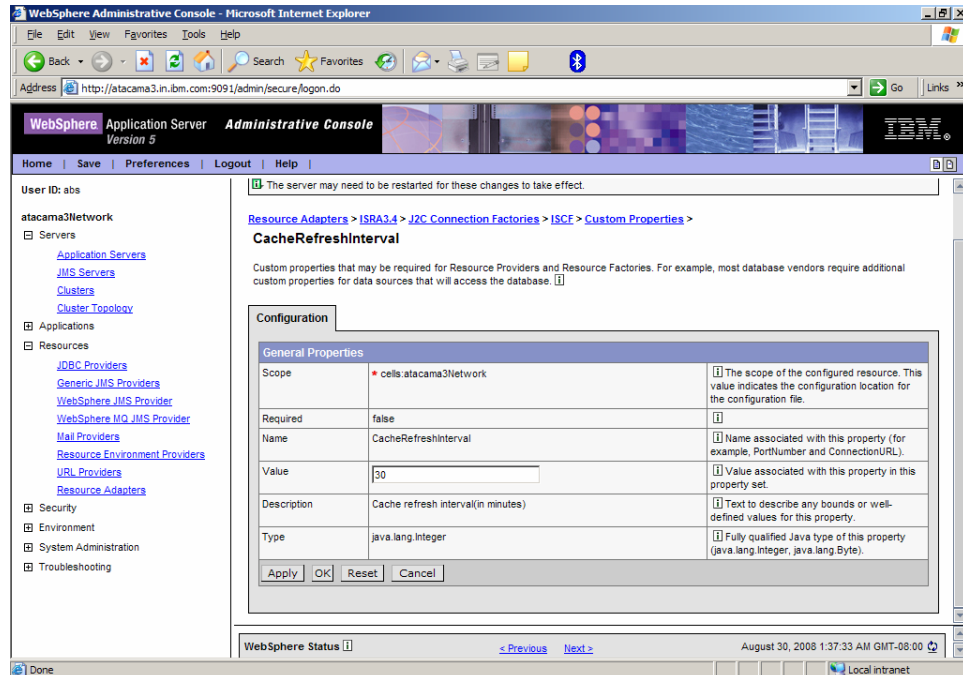 WebSphere Administrative Console - Microsoft Internet Explorer
File Edit View Favorites Tools Help
Back Search Favorites
Address http://atacama3.in.ibm.com:9091/admin/secure/logon.do Go Links »
WebSphere Application Server Administrative Console
Version 5
IBM
Home | Save | Preferences | Logout | Help |
User ID: abs
The server may need to be restarted for these changes to take effect.
atacama3Network
Servers
Application Servers
JMS Servers
Clusters
Cluster Topology
Applications
Resources
JDBC Providers
Generic JMS Providers
WebSphere JMS Provider
WebSphere MQ JMS Provider
Mail Providers
Resource Environment Providers
URL Providers
Resource Adapters
Security
Environment
System Administration
Troubleshooting
Resource Adapters > ISRA3.4 > J2C Connection Factories > ISCF > Custom Properties >
CacheRefreshInterval
Custom properties that may be required for Resource Providers and Resource Factories. For example, most database vendors require additional
custom properties for data sources that will access the database. i
Configuration
General Properties
Scope * cells:atacama3Network i The scope of the configured resource. This
value indicates the configuration location for
the configuration file.
Required false i
Name CacheRefreshInterval i Name associated with this property (for
example, PortNumber and ConnectionURL).
Value 30 i Value associated with this property in this
property set.
Description Cache refresh interval(in minutes) i Text to describe any bounds or well-
defined values for this property.
Type java.lang.Integer i Fully qualified Java type of this property
(java.lang.Integer, java.lang.Byte).
Apply OK Reset Cancel
WebSphere Status i < Previous Next > August 30, 2008 1:37:33 AM GMT-08:00
Done Local intranet